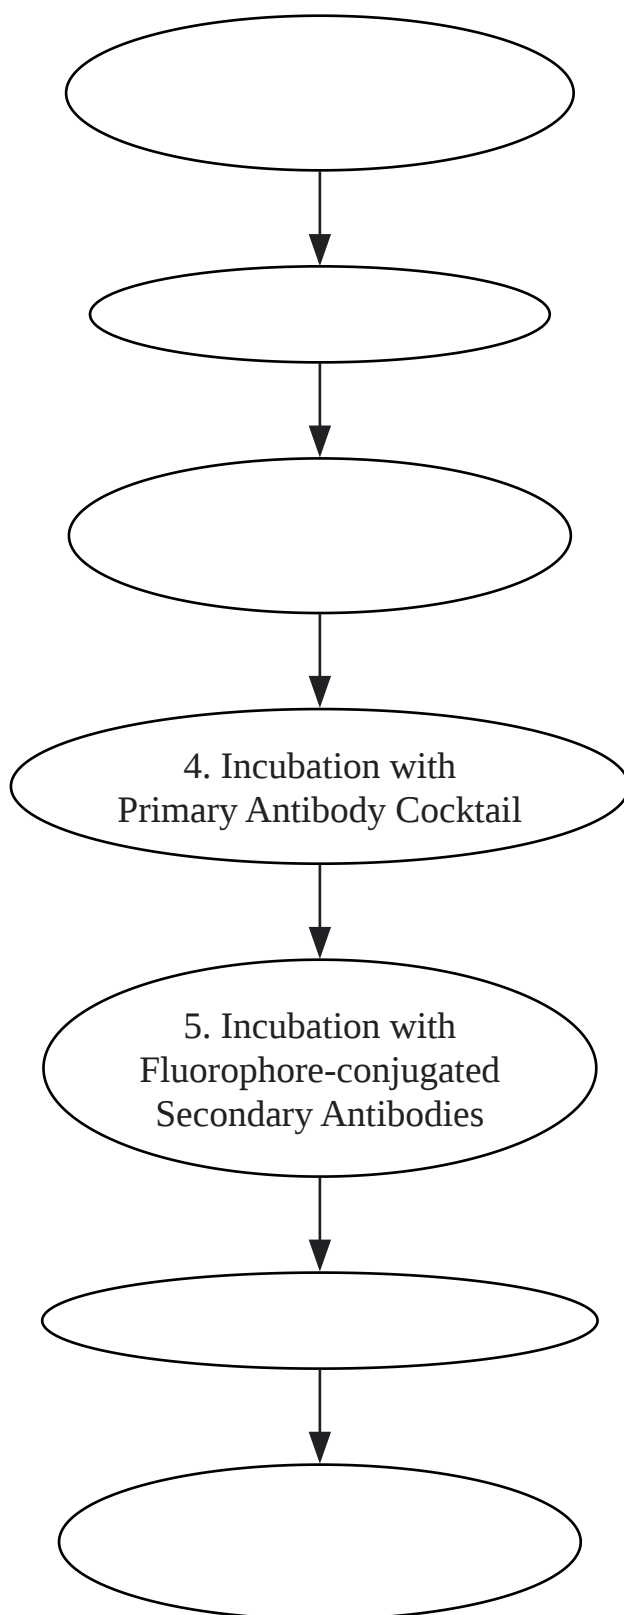 4. Incubation with
Primary Antibody Cocktail
5. Incubation with
Fluorophore-conjugated
Secondary Antibodies